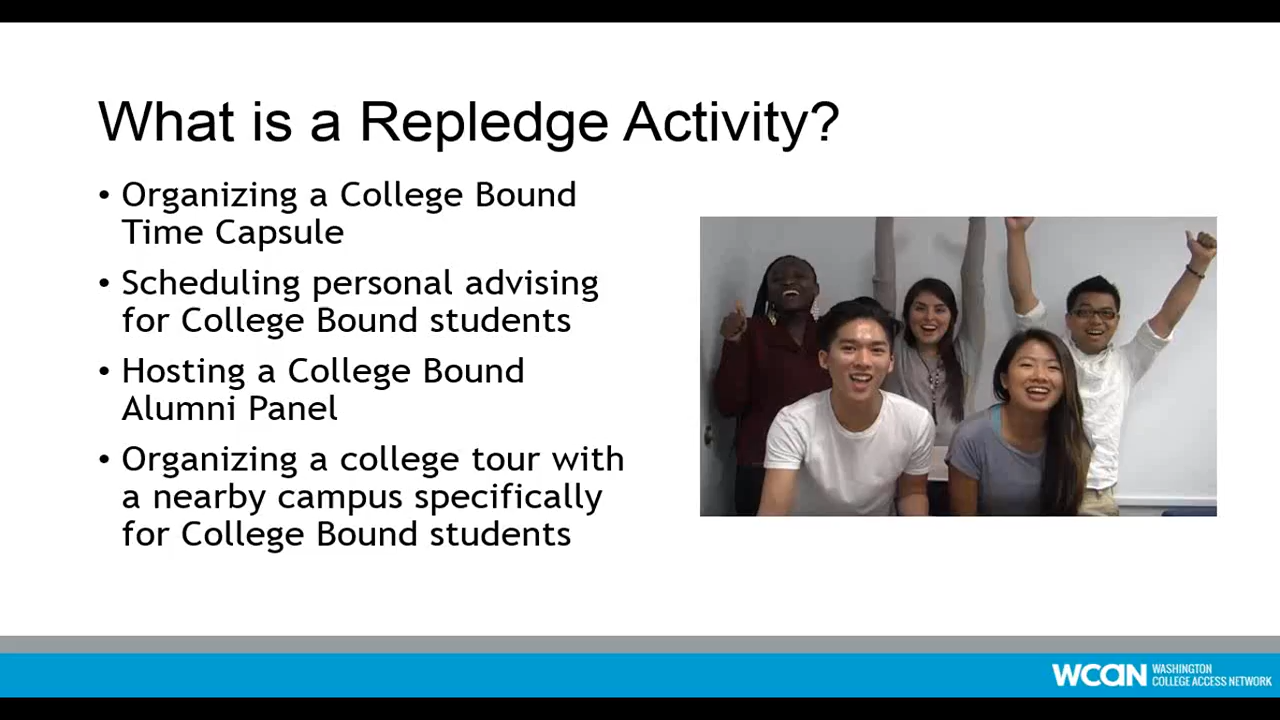 What is a Repledge Activity?
• Organizing a College Bound
Time Capsule
• Scheduling personal advising
for College Bound students
• Hosting a College Bound
Alumni Panel
• Organizing a college tour with
a nearby campus specifically
for College Bound students
WCAN
WASHINGTON
COLLEGE ACCESS NETWORK